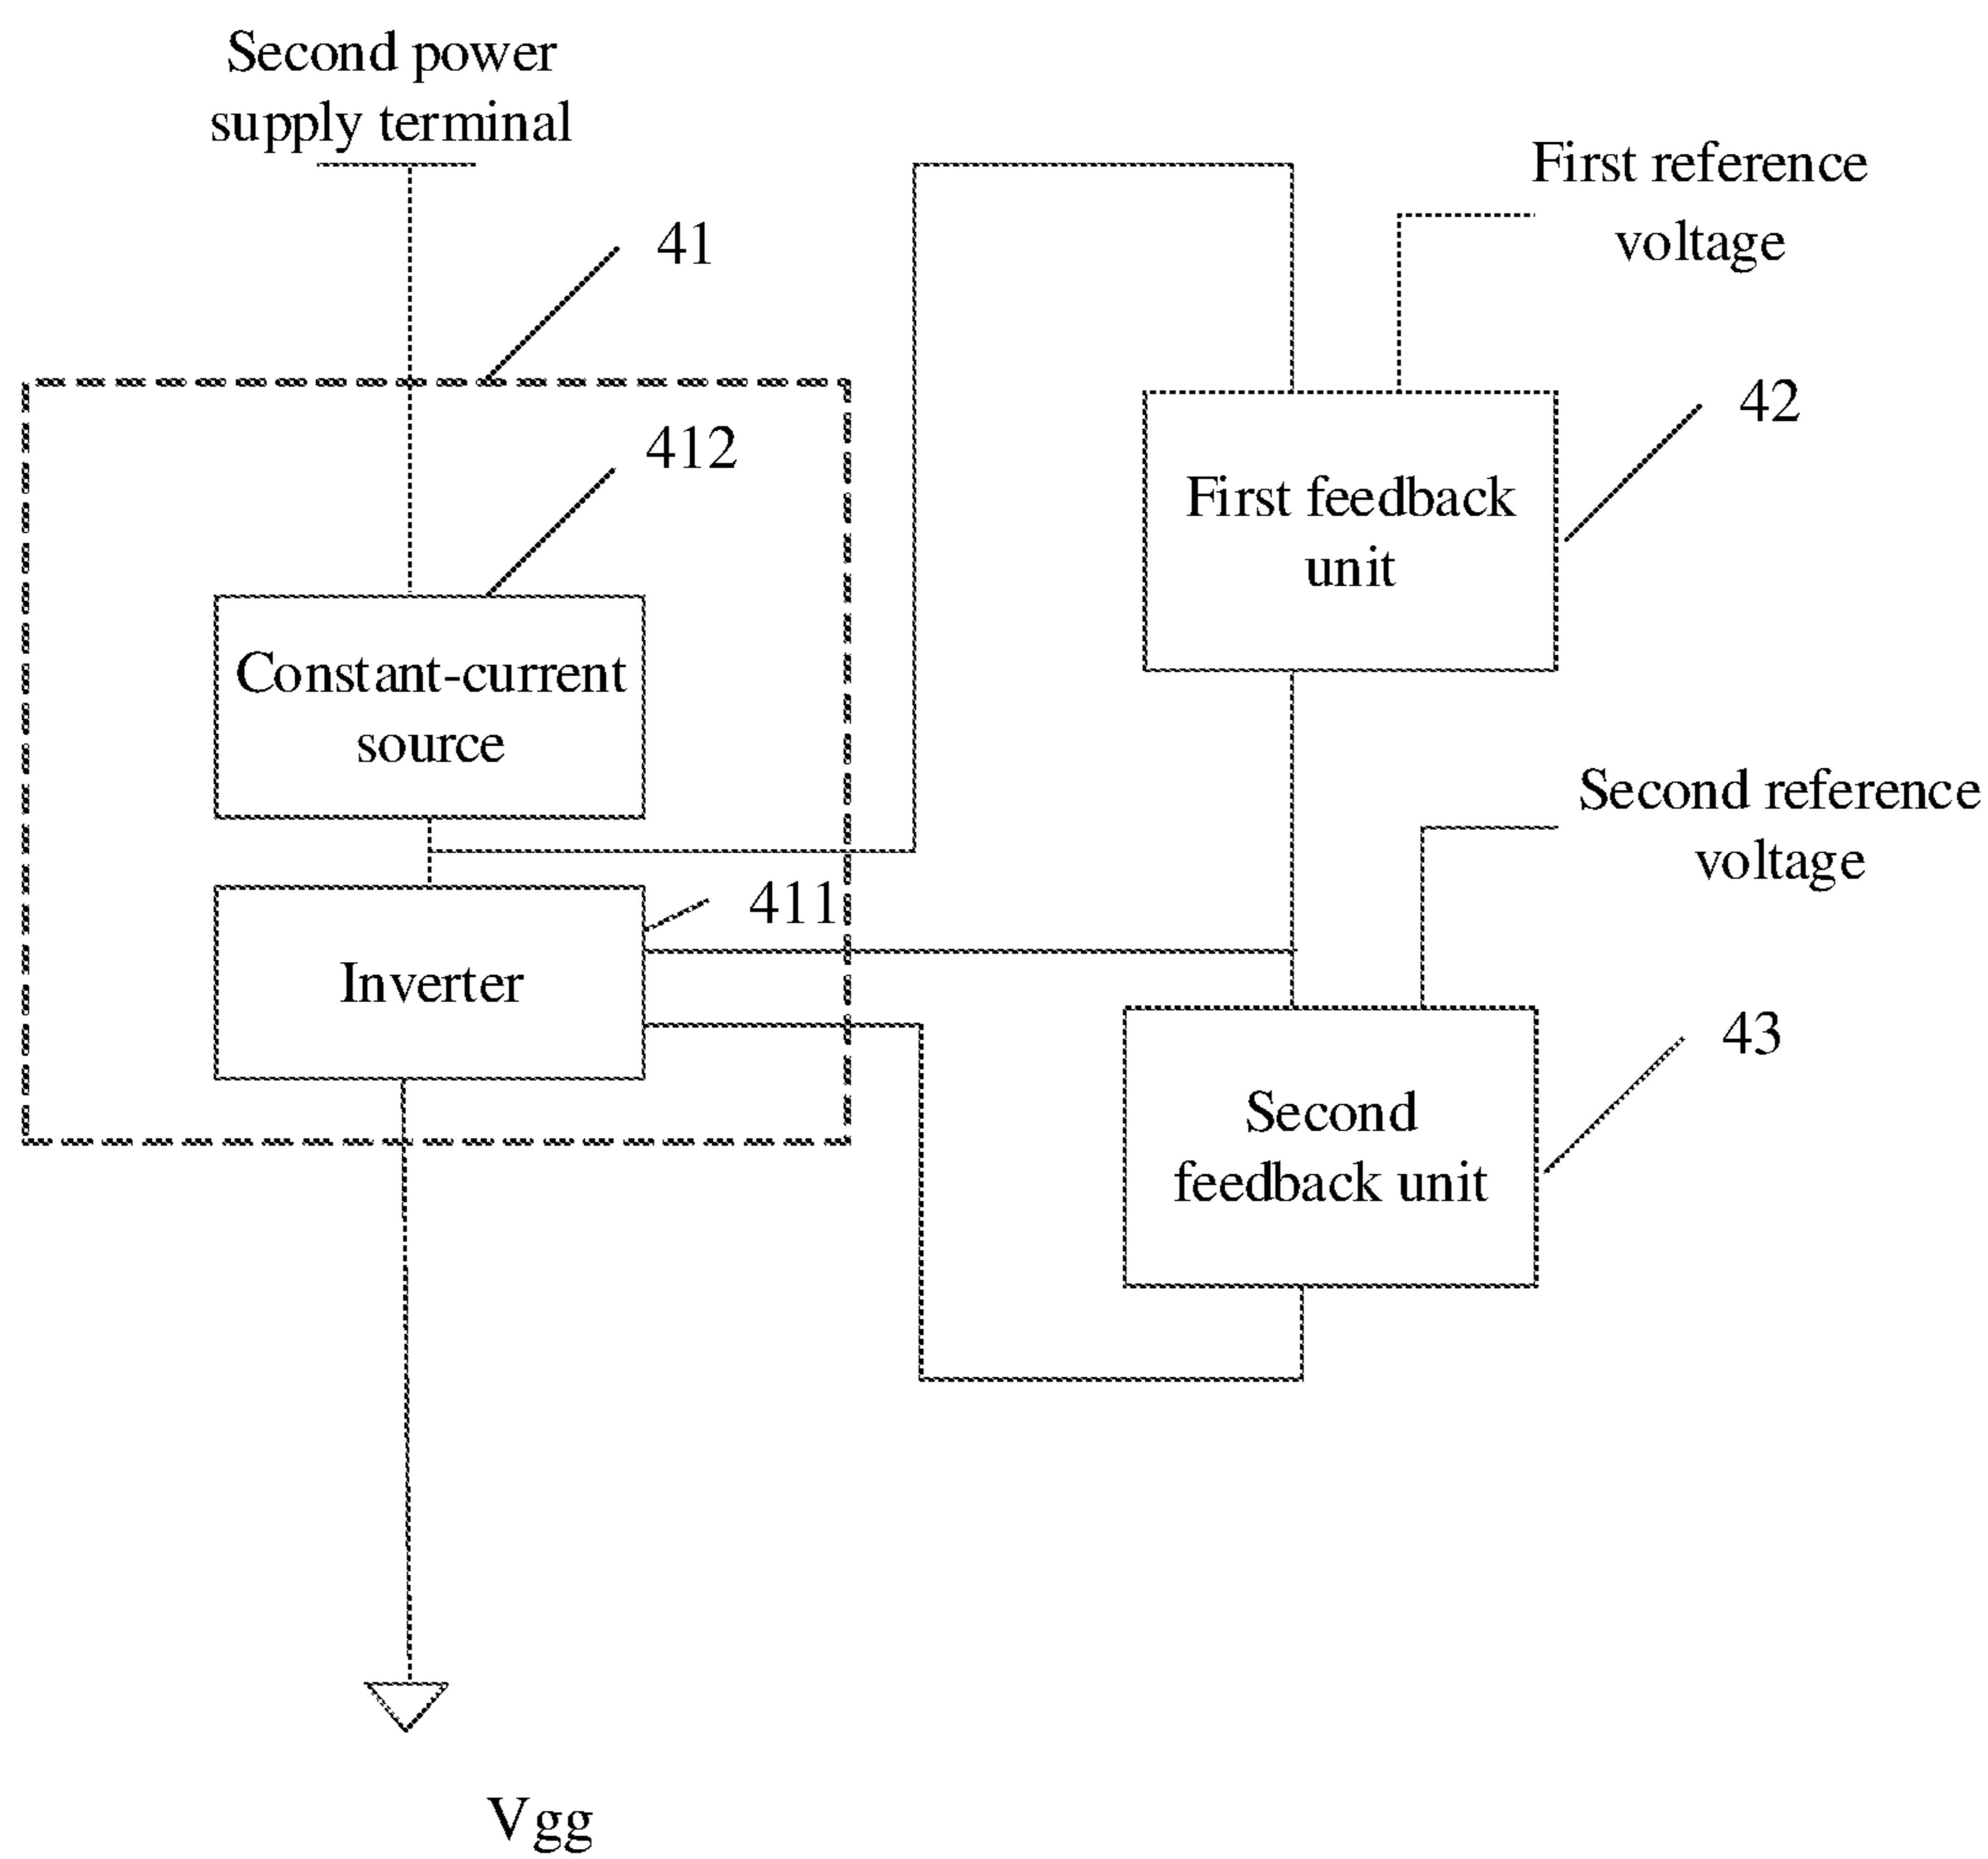 Second power
supply terminal
First reference
voltage
41
42
412
First feedback
unit
Constant-current
source
Second reference
voltage
411
Inverter
43
Second
feedback unit
Vgg